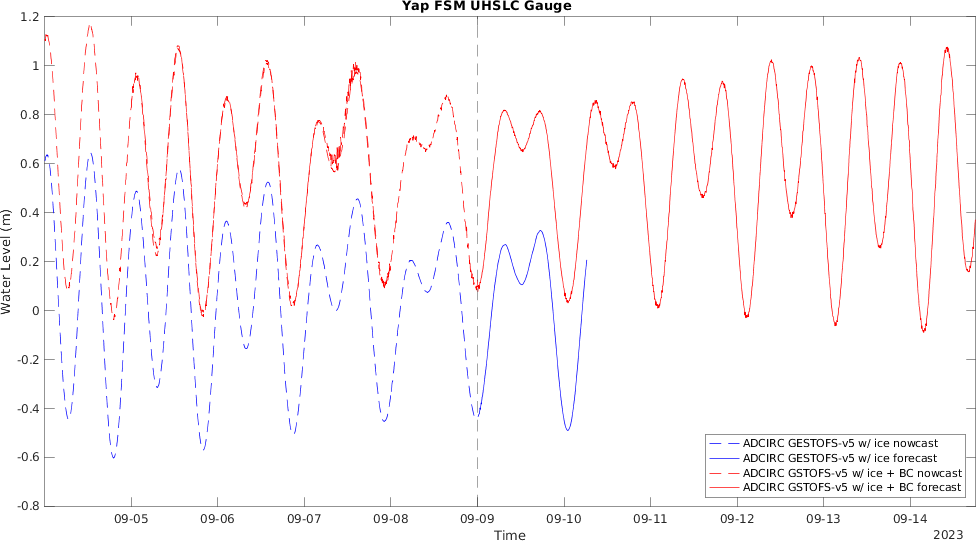 Yap FSM UHSLC Gauge
Water Level (m)
1.2
1
0.8
0.6
0.4
0.2
0
-0.2
-0.4
-0.6
-0.8
ADCIRC GESTOFS-v5 w/ ice nowcast
ADCIRC GESTOFS-v5 w/ ice forecast
ADCIRC GSTOFS-v5 w/ ice + BC nowcast
ADCIRC GSTOFS-v5 w/ ice + BC forecast
09-05 09-06 09-07 09-08 09-09 09-10 09-11 09-12 09-13 09-14
Time
2023